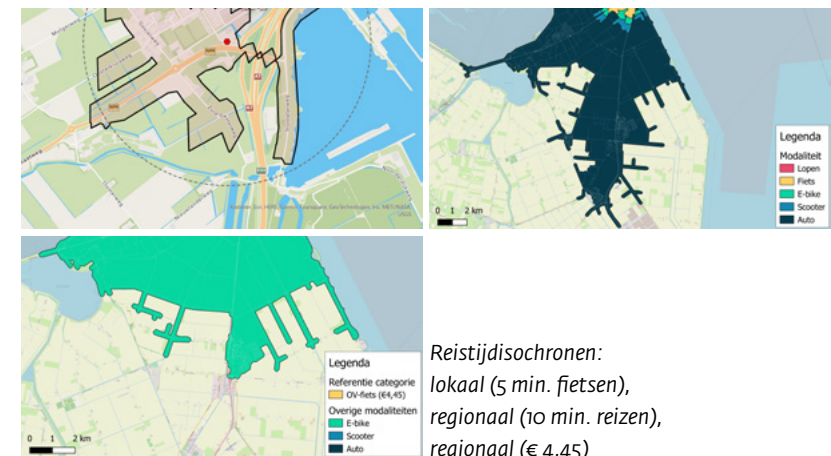 A7
A7
Legenda
Modaliteit
Lopen
Fiets
E-bike
Scooter
Auto
0 1 2 km
Legenda
Referentie categorie
OV-fiets (€4,45)
Overige modaliteiten
E-bike
Scooter
Auto
0 1 2 km
Reistijdisochronen:
lokaal (5 min. fietsen),
regionaal (10 min. reizen),
regionaal (€ 4,45)